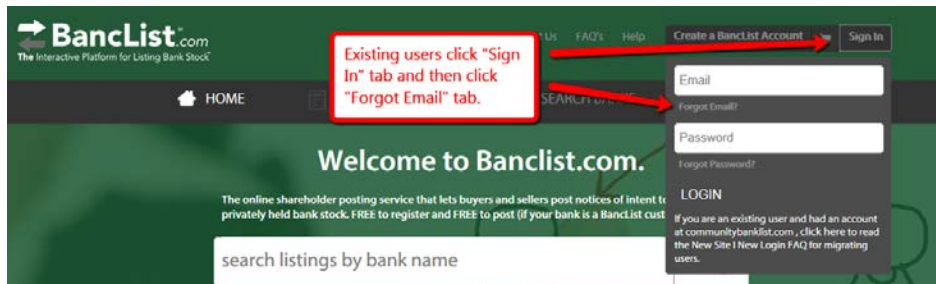 BancList.com
The Interactive Platform for Listing Bank Stock
Us FAQ's Help Create a BancList Account Sign In
Existing users click "Sign
In" tab and then click
"Forgot Email" tab.
HOME
Email
Forgot Email?
Password
Forgot Password?
LOGIN
If you are an existing user and had an account
at communitybanklist.com , click here to read
the New Site I New Login FAQ for migrating
users.
Welcome to Banclist.com.
The online shareholder posting service that lets buyers and sellers post notices of intent to
privately held bank stock. FREE to register and FREE to post (if your bank is a BancList cust
search listings by bank name